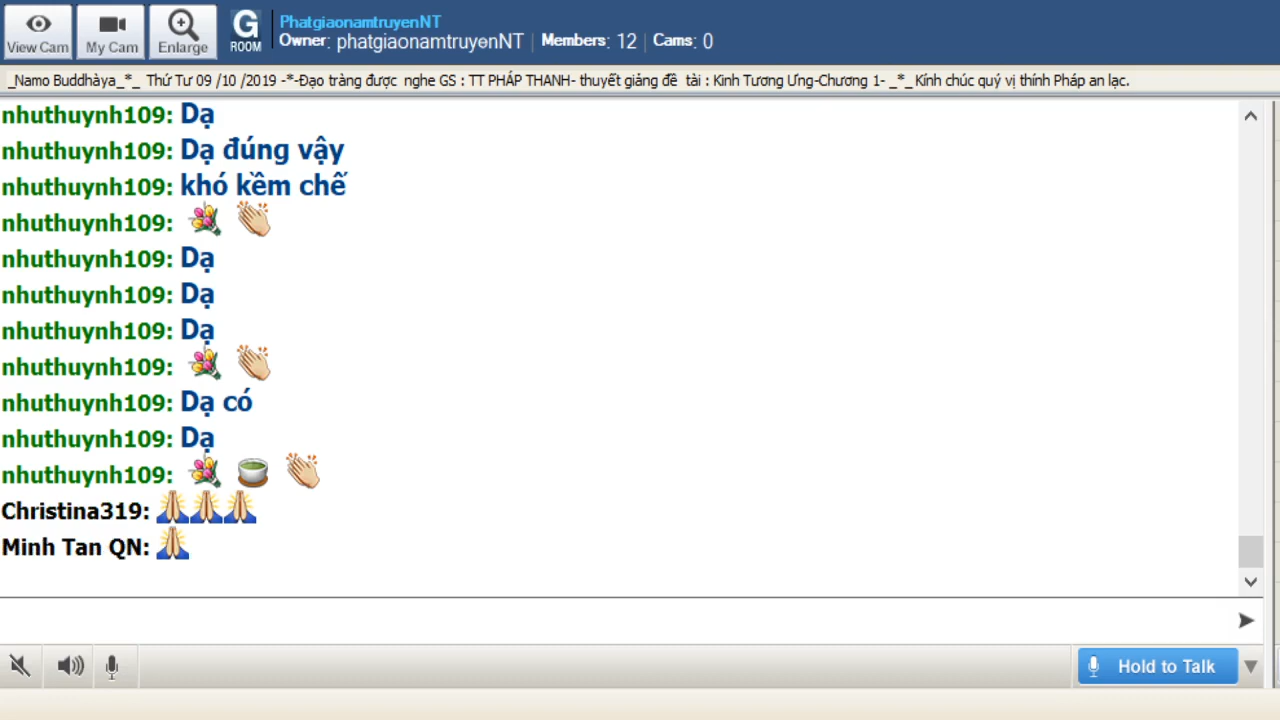 View Cam
My Cam
Enlarge
G
ROOM
PhatgiaonamtruyenNT
Owner: phatgiaonamtruyenNT | Members: 12 | Cams: 0
_Namo Buddhàya_*_ Thứ Tư 09 /10 /2019 -*-Đạo tràng được nghe GS : TT PHÁP THANH- thuyết giảng đề tài : Kinh Tương Ưng-Chương 1- _*_Kính chúc quý vị thính Pháp an lạc.
nhuthuynh109: Dạ
nhuthuynh109: Dạ đúng vậy
nhuthuynh109: khó kềm chế
nhuthuynh109:
nhuthuynh109: Dạ
nhuthuynh109: Dạ
nhuthuynh109: Dạ
nhuthuynh109:
nhuthuynh109: Dạ có
nhuthuynh109: Dạ
nhuthuynh109:
Christina319:
Minh Tan QN:
Hold to Talk